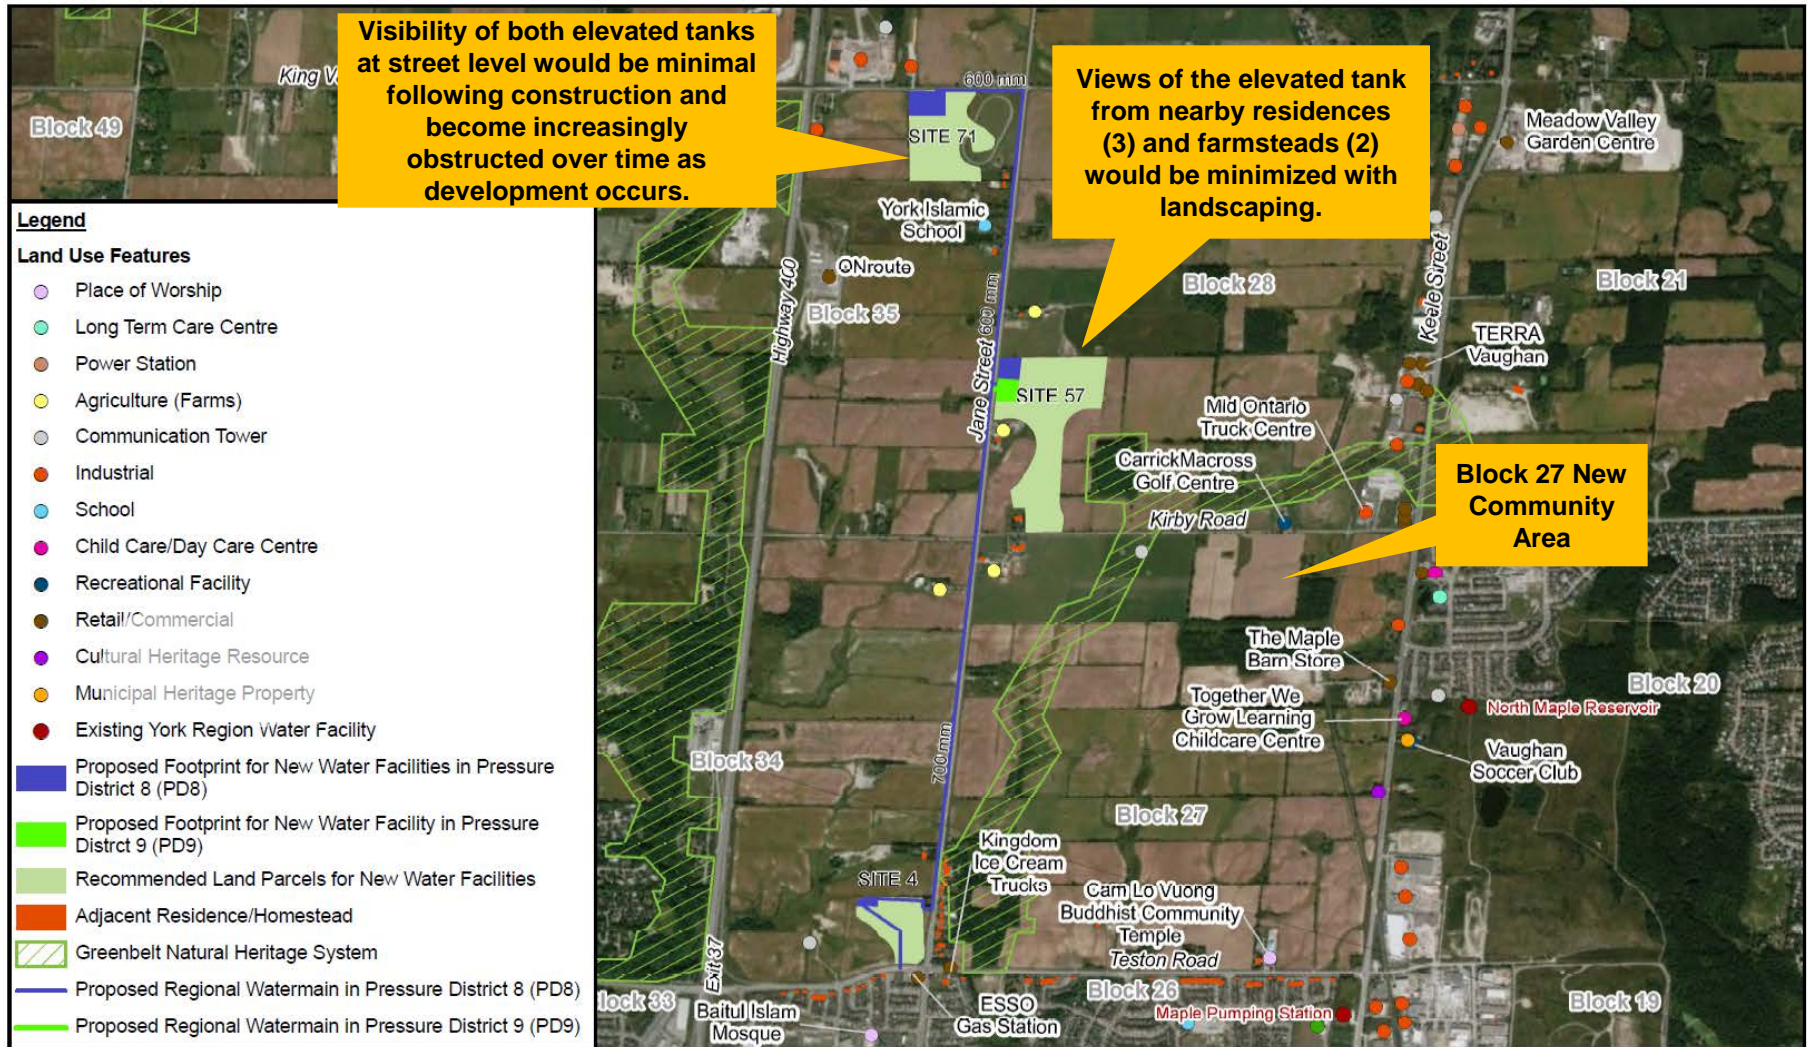 Visibility of both elevated tanks
at street level would be minimal
following construction and
become increasingly
obstructed over time as
development occurs.
Views of the elevated tank
from nearby residences
(3) and farmsteads (2)
would be minimized with
landscaping.
Block 27 New
Community
Area
King
Block 49
600 mm
SITE 71
Meadow Valley
Garden Centre
York Islamic
School
ONroute
Block 35
Highway 400
Block 28
Keele Street
Block 21
TERRA
Vaughan
Jane Street 600 mm
SITE 57
Mid Ontario
Truck Centre
CarrickMacross
Golf Centre
Kirby Road
The Maple
Barn Store
Together We
Grow Learning
Childcare Centre
Block 20
North Maple Reservoir
Vaughan
Soccer Club
Block 34
700 mm
Block 27
Kingdom
Ice Cream
Trucks
SITE 4
Cam Lo Vuong
Buddhist Community
Temple
Teston Road
Exit 37
Block 26
lock 33
Baitul Islam
Mosque
ESSO
Gas Station
Maple Pumping Station
Block 19
Legend
Land Use Features
Place of Worship
Long Term Care Centre
Power Station
Agriculture (Farms)
Communication Tower
Industrial
School
Child Care/Day Care Centre
Recreational Facility
Retail/Commercial
Cultural Heritage Resource
Municipal Heritage Property
Existing York Region Water Facility
Proposed Footprint for New Water Facilities in Pressure
District 8 (PD8)
Proposed Footprint for New Water Facility in Pressure
Distrct 9 (PD9)
Recommended Land Parcels for New Water Facilities
Adjacent Residence/Homestead
Greenbelt Natural Heritage System
Proposed Regional Watermain in Pressure District 8 (PD8)
Proposed Regional Watermain in Pressure District 9 (PD9)